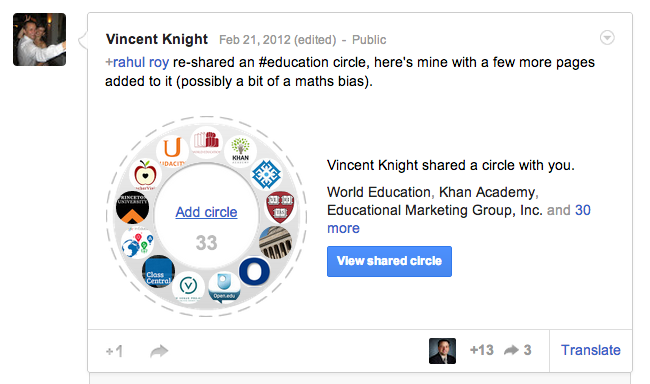 Vincent Knight Feb 21, 2012 (edited) - Public
+rahul roy re-shared an #education circle, here's mine with a few more pages
added to it (possibly a bit of a maths bias).
UDACITY
KHAN
PRINCETON
UNIVERSITY
Class
Central
Open.edu
Add circle
33
Vincent Knight shared a circle with you.
World Education, Khan Academy,
Educational Marketing Group, Inc. and 30
more
View shared circle
+1
+13 3
Translate